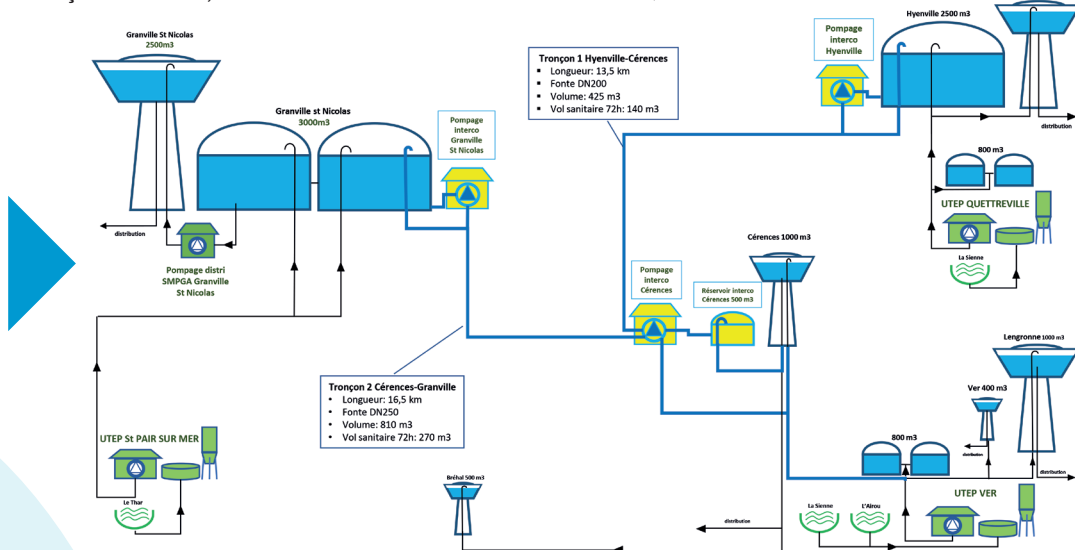 Granville St Nicolas
2500m3
Granville st Nicolas
3000m3
Pompage
interco
Granville
St Nicolas
distribution
Pompage distri
SMPGA Granville
St Nicolas
Tronçon 1 Hyenville-Cérences
▪ Longueur: 13,5 km
▪ Fonte DN200
▪ Volume: 425 m3
▪ Vol sanitaire 72h: 140 m3
Pompage
interco
Hyenville
Hyenville 2500 m3
distribution
800 m3
UTEP QUETTREVILLE
La Sienne
Cérences 1000 m3
Pompage
interco
Cérences
Réservoir interco
Cérences 500 m3
Tronçon 2 Cérences-Granville
• Longueur: 16,5 km
• Fonte DN250
• Volume: 810 m3
• Vol sanitaire 72h: 270 m3
Lengronne 1000 m3
Ver 400 m3
distribution
distribution
800 m3
UTEP St PAIR SUR MER
Le Thar
Bréhal 500 m3
distribution
La Sienne
L'Airou
UTEP VER